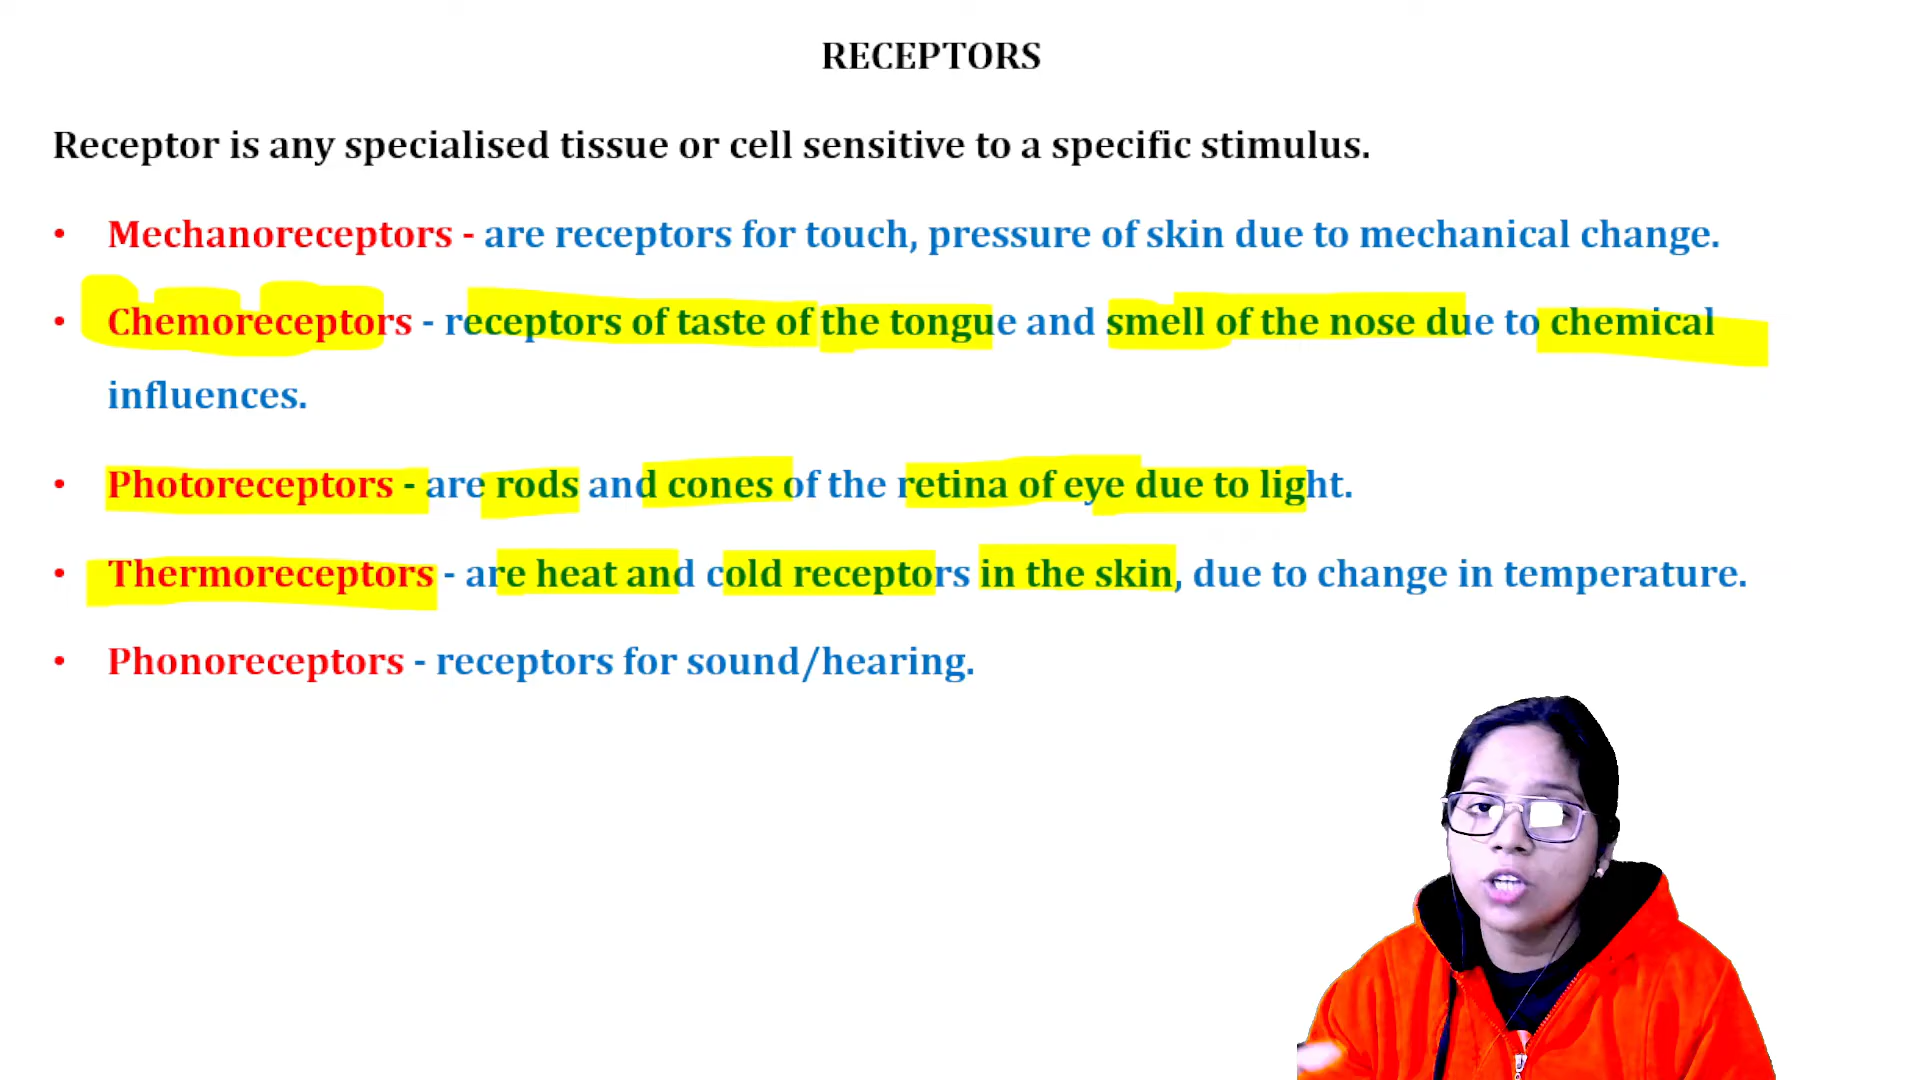 RECEPTORS
Receptor is any specialised tissue or cell sensitive to a specific stimulus.
• Mechanoreceptors - are receptors for touch, pressure of skin due to mechanical change.
• Chemoreceptors - receptors of taste of the tongue and smell of the nose due to chemical
influences.
• Photoreceptors - are rods and cones of the retina of eye due to light.
• Thermoreceptors - are heat and cold receptors in the skin, due to change in temperature.
• Phonoreceptors - receptors for sound/hearing.